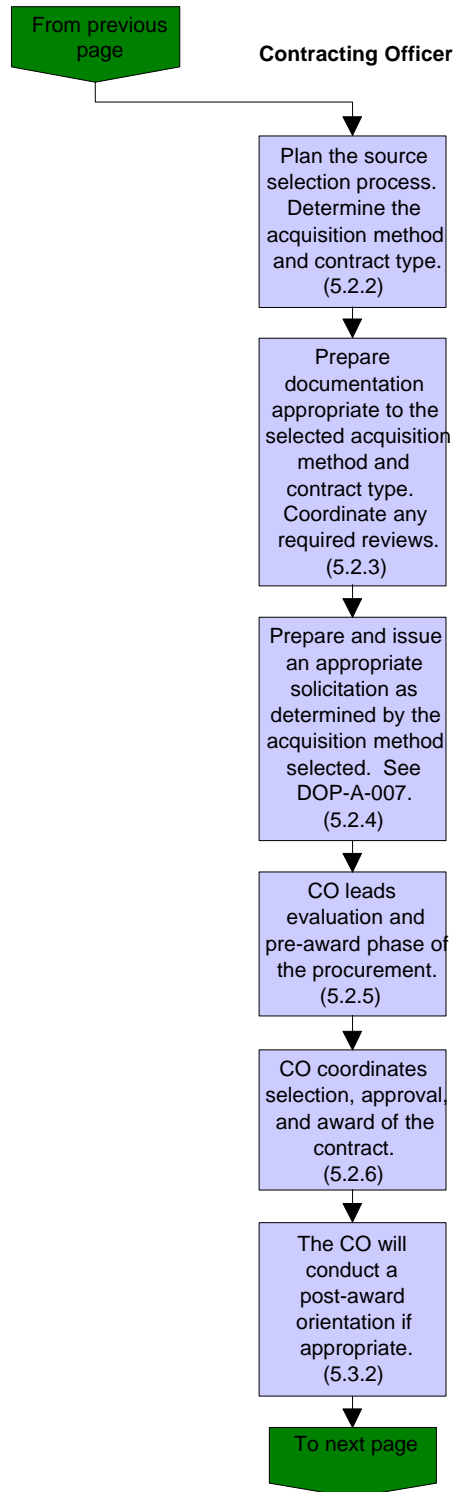 From previous
page
Contracting Officer
Plan the source
selection process.
Determine the
acquisition method
and contract type.
(5.2.2)
Prepare
documentation
appropriate to the
selected acquisition
method and
contract type.
Coordinate any
required reviews.
(5.2.3)
Prepare and issue
an appropriate
solicitation as
determined by the
acquisition method
selected.  See
DOP-A-007.
(5.2.4)
CO leads
evaluation and
pre-award phase of
the procurement.
(5.2.5)
CO coordinates
selection, approval,
and award of the
contract.
(5.2.6)
The CO will
conduct a
post-award
orientation if
appropriate.
(5.3.2)
To next page